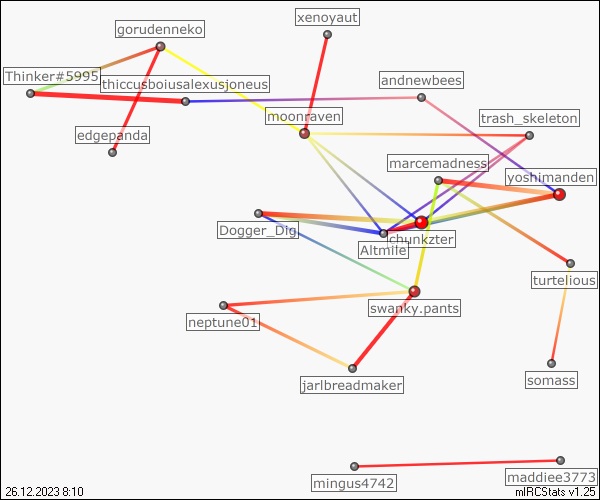 xenoyaut
gorudenneko
Thinker#5995
thiccusboiusalexusjoneus
andnewbees
moonraven
trash_skeleton
edgepanda
marcemadness
yoshimanden
Dogger_Dig
chunkzter
Altmile
turtelious
swanky.pants
neptune01
jarlbreadmaker
somass
mingus4742
maddiee3773
26.12.2023 8:10
mIRCStats v1.25